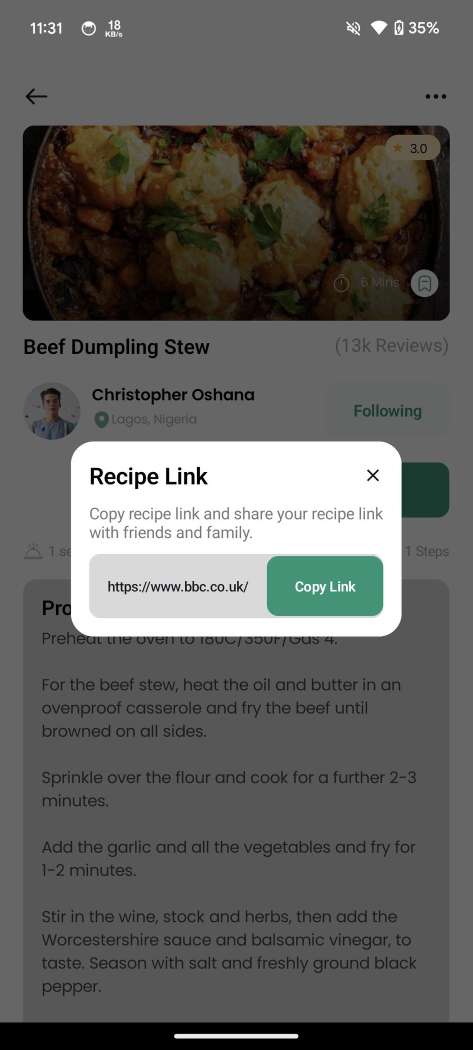 11:31
18
KB/s
35%
3.0
6 Mins
Beef Dumpling Stew
(13k Reviews)
Christopher Oshana
Lagos, Nigeria
Following
Recipe Link
Copy recipe link and share your recipe link
with friends and family.
https://www.bbc.co.uk/
Copy Link
1 se
1 Steps
Preheat the oven to 180C/350F/Gas 4.
For the beef stew, heat the oil and butter in an
ovenproof casserole and fry the beef until
browned on all sides.
Sprinkle over the flour and cook for a further 2-3
minutes.
Add the garlic and all the vegetables and fry for
1-2 minutes.
Stir in the wine, stock and herbs, then add the
Worcestershire sauce and balsamic vinegar, to
taste. Season with salt and freshly ground black
pepper.